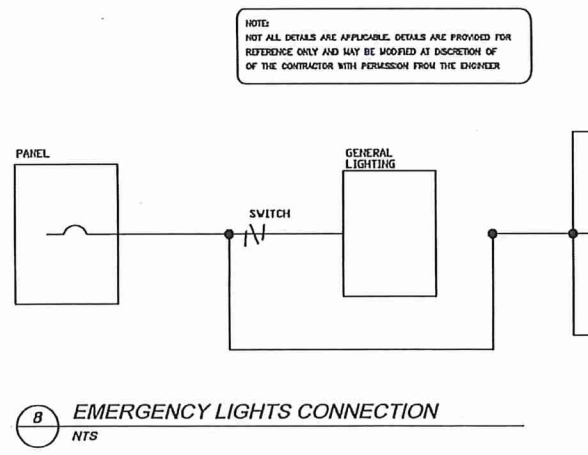 NOTE:
NOT ALL DETAILS ARE APPLICABLE. DETAILS ARE PROVIDED FOR
REFERENCE ONLY AND MAY BE MODIFIED AT DISCRETION OF
OF THE CONTRACTOR WITH PERMISSION FROM THE ENGINEER
PANEL
GENERAL
LIGHTING
SWITCH
8 EMERGENCY LIGHTS CONNECTION
NTS